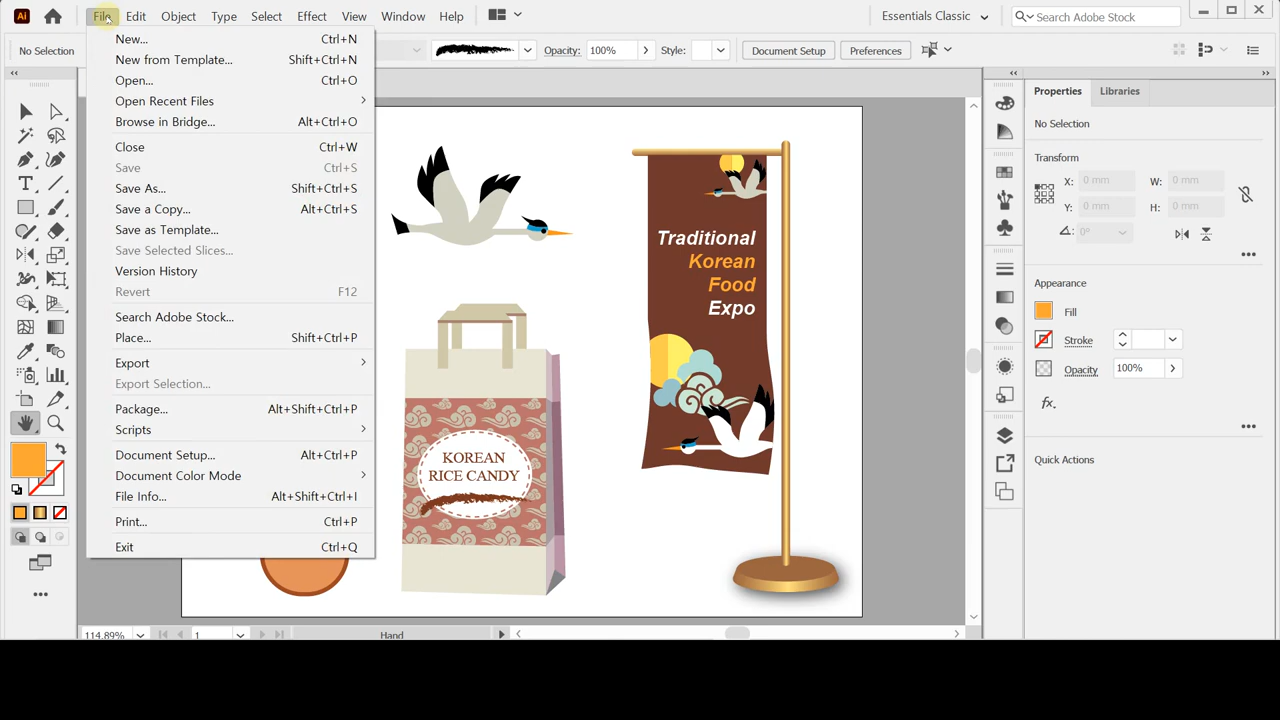 Ai
File Edit Object Type Select Effect View Window Help
Essentials Classic
Search Adobe Stock
No Selection
Opacity: 100%
Style:
Document Setup
Preferences
New... Ctrl+N
New from Template... Shift+Ctrl+N
Open... Ctrl+O
Open Recent Files
Browse in Bridge... Alt+Ctrl+O
Close Ctrl+W
Save Ctrl+S
Save As... Shift+Ctrl+S
Save a Copy... Alt+Ctrl+S
Save as Template...
Save Selected Slices...
Version History
Revert F12
Search Adobe Stock...
Place... Shift+Ctrl+P
Export
Export Selection...
Package... Alt+Shift+Ctrl+P
Scripts
Document Setup... Alt+Ctrl+P
Document Color Mode
File Info... Alt+Shift+Ctrl+I
Print... Ctrl+P
Exit Ctrl+Q
Traditional
Korean
Food
Expo
KOREAN
RICE CANDY
Properties Libraries
No Selection
Transform
X: 0 mm W: 0 mm
Y: 0 mm H: 0 mm
0°
Appearance
Fill
Stroke
Opacity 100%
fx
Quick Actions
114.89% 1 Hand